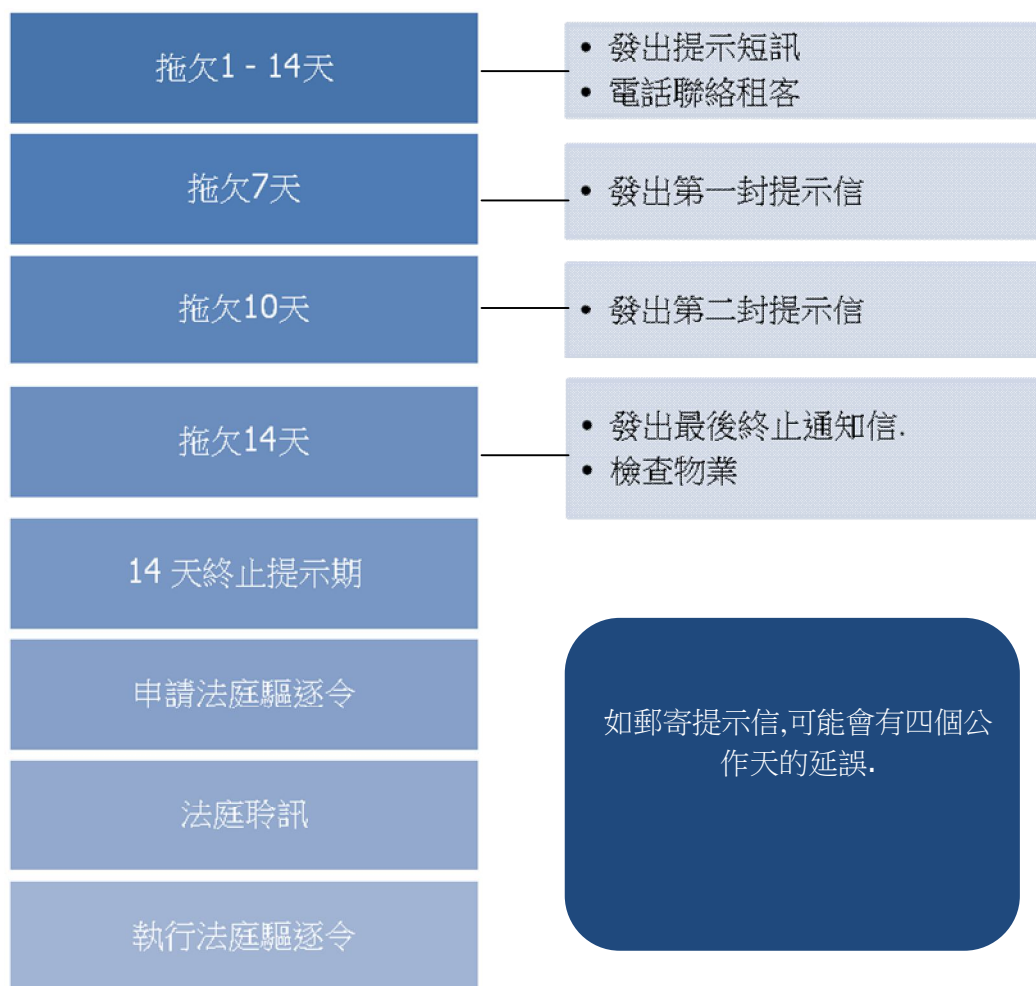 拖欠1 - 14天
• 發出提示短訊
• 電話聯絡租客
拖欠7天
• 發出第一封提示信
拖欠10天
• 發出第二封提示信
拖欠14天
• 發出最後終止通知信.
• 檢查物業
14 天終止提示期
申請法庭驅逐令
法庭聆訊
執行法庭驅逐令
如郵寄提示信,可能會有四個公
作天的延誤.